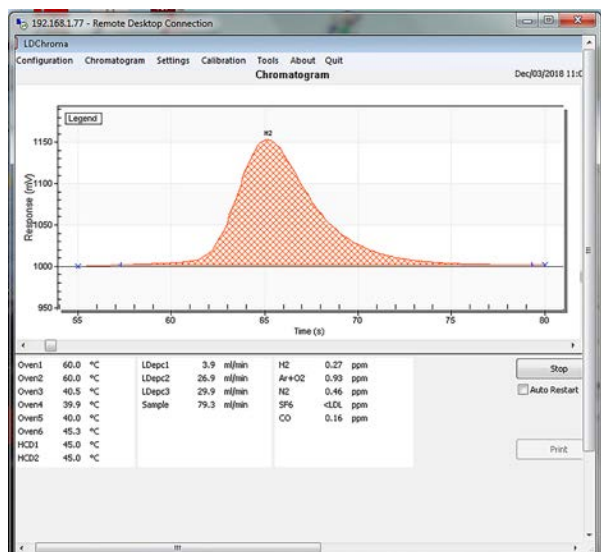 192.168.1.77 - Remote Desktop Connection
LDChroma
Configuration Chromatogram Settings Calibration Tools About Quit
Chromatogram Dec/03/2018 11:0
Legend
H2
1150
1100
1050
1000
950
Response (mV)
55 60 65 70 75 80
Time (s)
Oven1 60.0 °C LDepc1 3.9 ml/min H2 0.27 ppm
Oven2 60.0 °C LDepc2 26.9 ml/min Ar+O2 0.93 ppm
Oven3 40.5 °C LDepc3 29.9 ml/min N2 0.46 ppm
Oven4 39.9 °C Sample 79.3 ml/min SF6 <LDL ppm
Oven5 40.0 °C CO 0.16 ppm
Oven6 45.3 °C
HCD1 45.0 °C
HCD2 45.0 °C
Stop
Auto Restart
Print